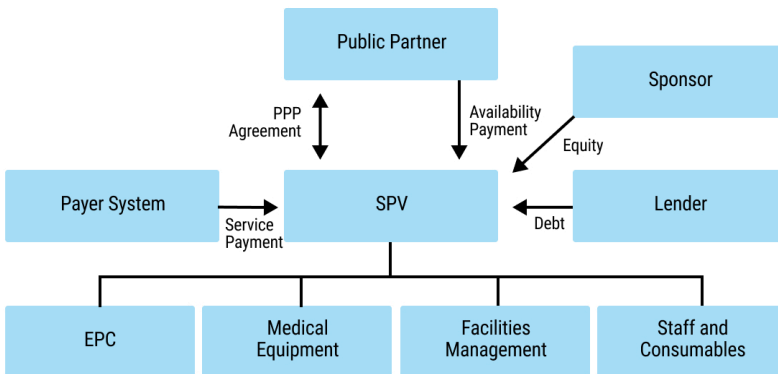 Public Partner
Sponsor
PPP
Agreement
Availability
Payment
Equity
Payer System
SPV
Lender
Service
Payment
Debt
EPC
Medical
Equipment
Facilities
Management
Staff and
Consumables